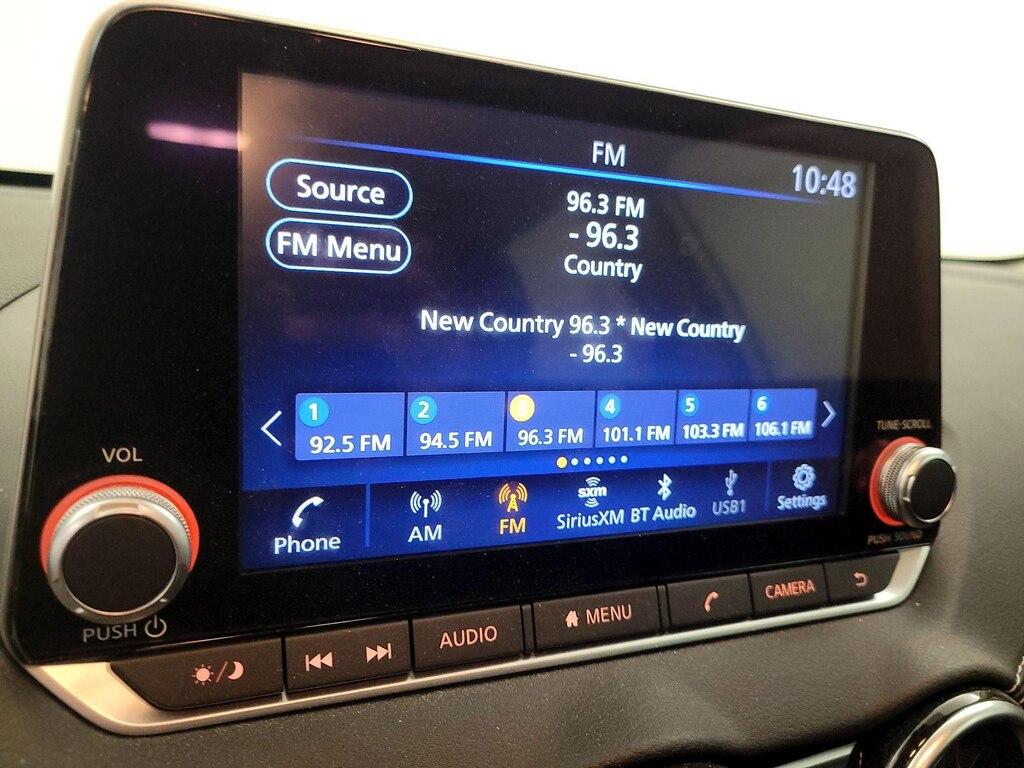 FM
10:48
Source
FM Menu
96.3 FM
- 96.3
Country
New Country 96.3 * New Country
- 96.3
1
92.5 FM
2
94.5 FM
3
96.3 FM
4
101.1 FM
5
103.3 FM
6
106.1 FM
Phone
AM
FM
sxm
SiriusXM
BT Audio
USB1
Settings
VOL
PUSH
TUNE·SCROLL
PUSH SOUND
AUDIO
MENU
CAMERA